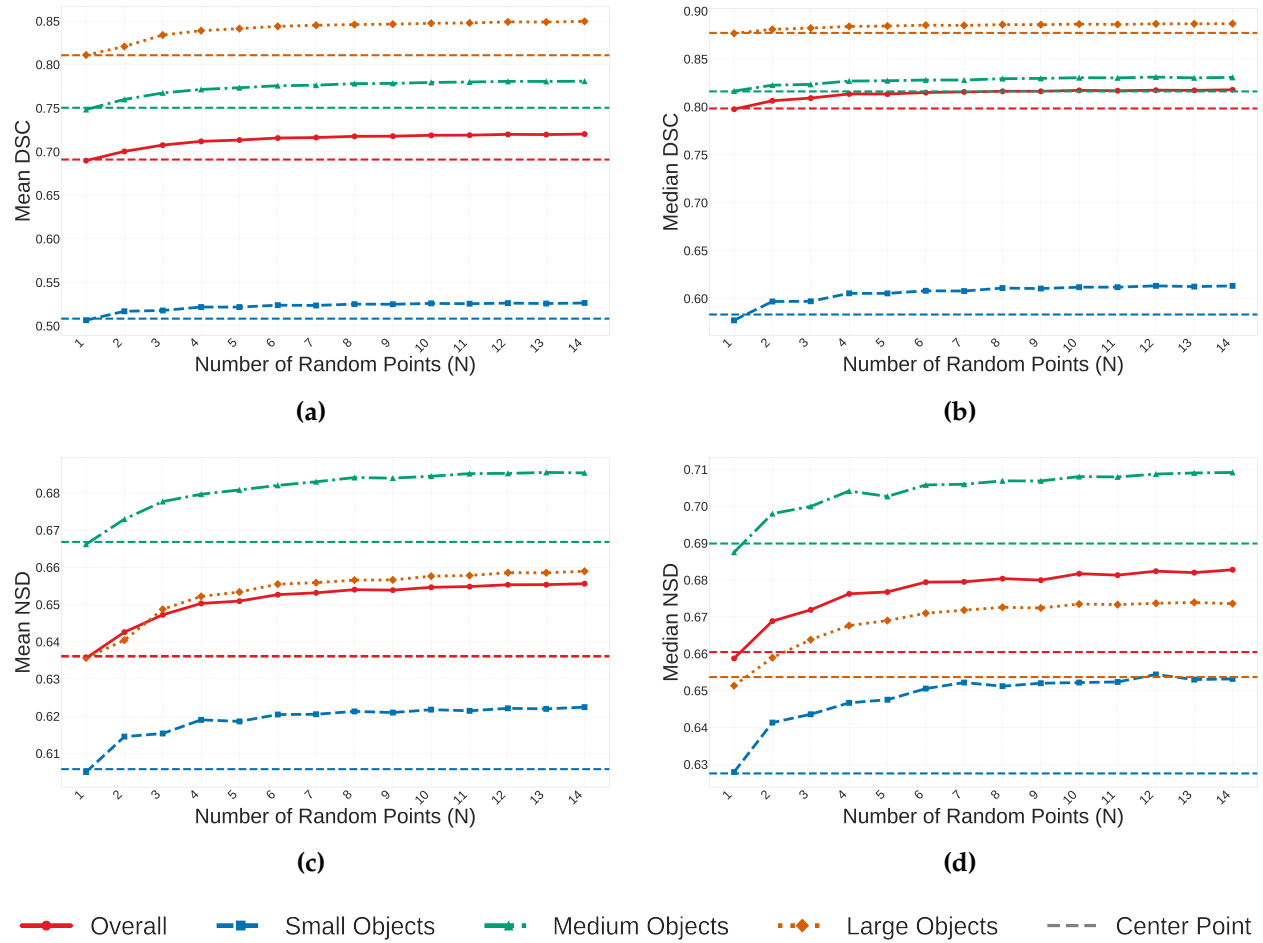 0.85
0.80
0.75
0.70
0.65
0.60
0.55
0.50
Mean DSC
1 2 3 4 5 6 7 8 9 10 11 12 13 14
Number of Random Points (N)
(a)
0.90
0.85
0.80
0.75
0.70
0.65
0.60
Median DSC
1 2 3 4 5 6 7 8 9 10 11 12 13 14
Number of Random Points (N)
(b)
0.68
0.67
0.66
0.65
0.64
0.63
0.62
0.61
Mean NSD
1 2 3 4 5 6 7 8 9 10 11 12 13 14
Number of Random Points (N)
(c)
0.71
0.70
0.69
0.68
0.67
0.66
0.65
0.64
0.63
Median NSD
1 2 3 4 5 6 7 8 9 10 11 12 13 14
Number of Random Points (N)
(d)
Overall Small Objects Medium Objects Large Objects Center Point